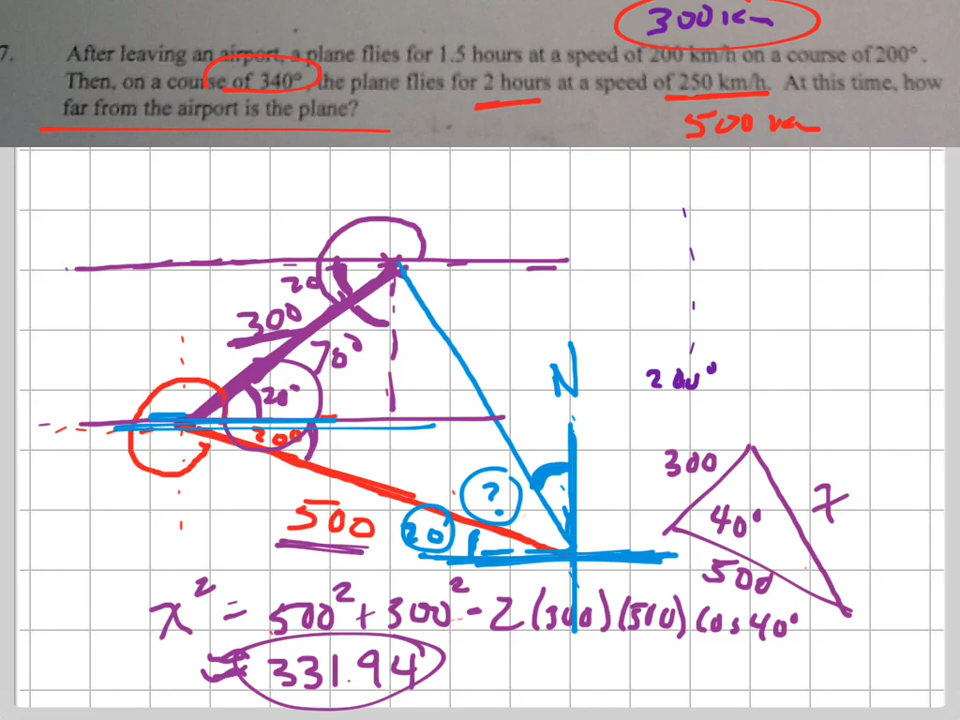 300 km
7. After leaving an airport, a plane flies for 1.5 hours at a speed of 200 km/h on a course of 200°.
Then, on a course of 340° the plane flies for 2 hours at a speed of 250 km/h. At this time, how
far from the airport is the plane?
500 km
20
300
70°
N
200°
20°
200
300
x
?
40°
500
20
500
x² = 500² + 300² - 2(300)(500) cos 40°
331.94